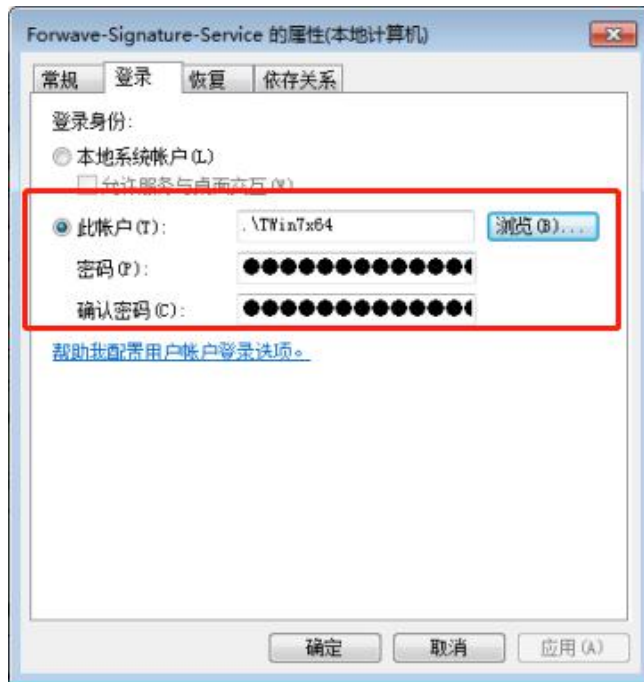 Forwave-Signature-Service 的属性(本地计算机)
常规 登录 恢复 依存关系
登录身份:
本地系统帐户(L)
允许服务与桌面交互(W)
此帐户(T): .\TWin7x64 浏览(B)...
密码(P): ●●●●●●●●●●●●●
确认密码(C): ●●●●●●●●●●●●●
帮助我配置用户帐户登录选项。
确定 取消 应用(A)